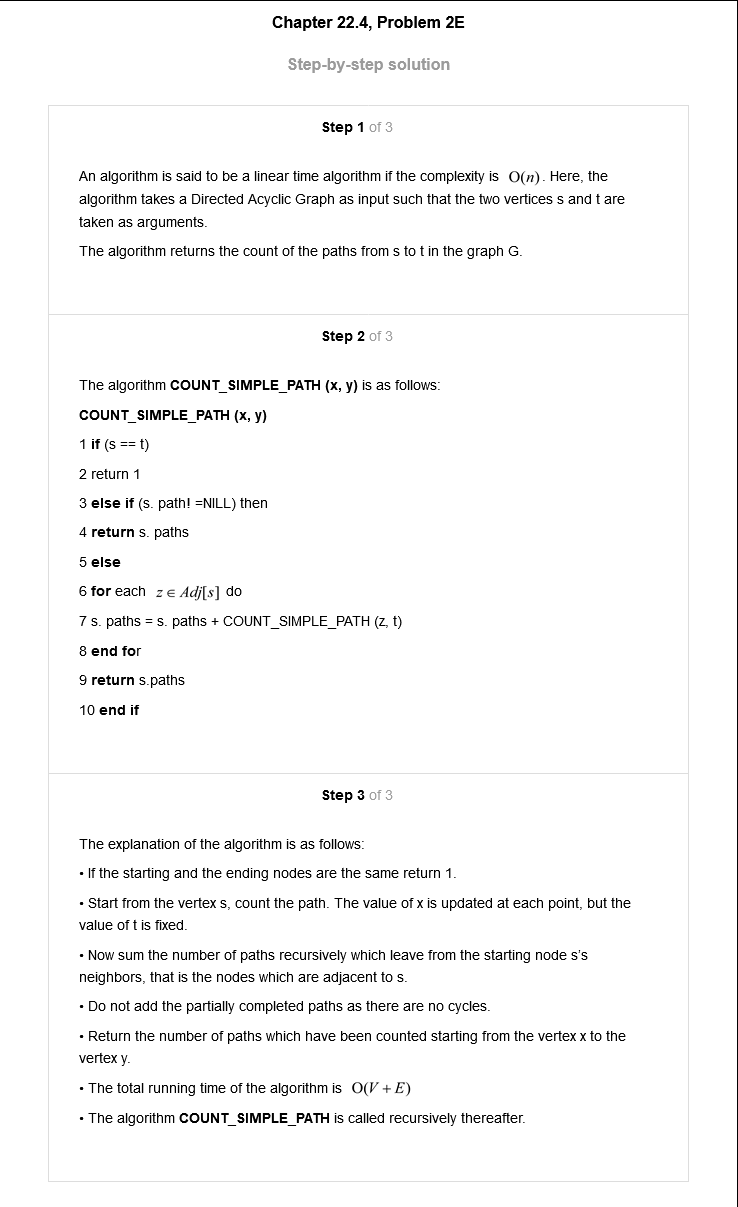 Chapter 22.4, Problem 2E
Step-by-step solution
Step 1 of 3
An algorithm is said to be a linear time algorithm if the complexity is O(n). Here, the
algorithm takes a Directed Acyclic Graph as input such that the two vertices s and t are
taken as arguments.
The algorithm returns the count of the paths from s to t in the graph G.
Step 2 of 3
The algorithm COUNT_SIMPLE_PATH (x, y) is as follows:
COUNT_SIMPLE_PATH (x, y)
1 if (s == t)
2 return 1
3 else if (s. path! =NILL) then
4 return s. paths
5 else
6 for each z ∈ Adj[s] do
7 s. paths = s. paths + COUNT_SIMPLE_PATH (z, t)
8 end for
9 return s.paths
10 end if
Step 3 of 3
The explanation of the algorithm is as follows:
• If the starting and the ending nodes are the same return 1.
• Start from the vertex s, count the path. The value of x is updated at each point, but the
value of t is fixed.
• Now sum the number of paths recursively which leave from the starting node s's
neighbors, that is the nodes which are adjacent to s.
• Do not add the partially completed paths as there are no cycles.
• Return the number of paths which have been counted starting from the vertex x to the
vertex y.
• The total running time of the algorithm is O(V + E)
• The algorithm COUNT_SIMPLE_PATH is called recursively thereafter.